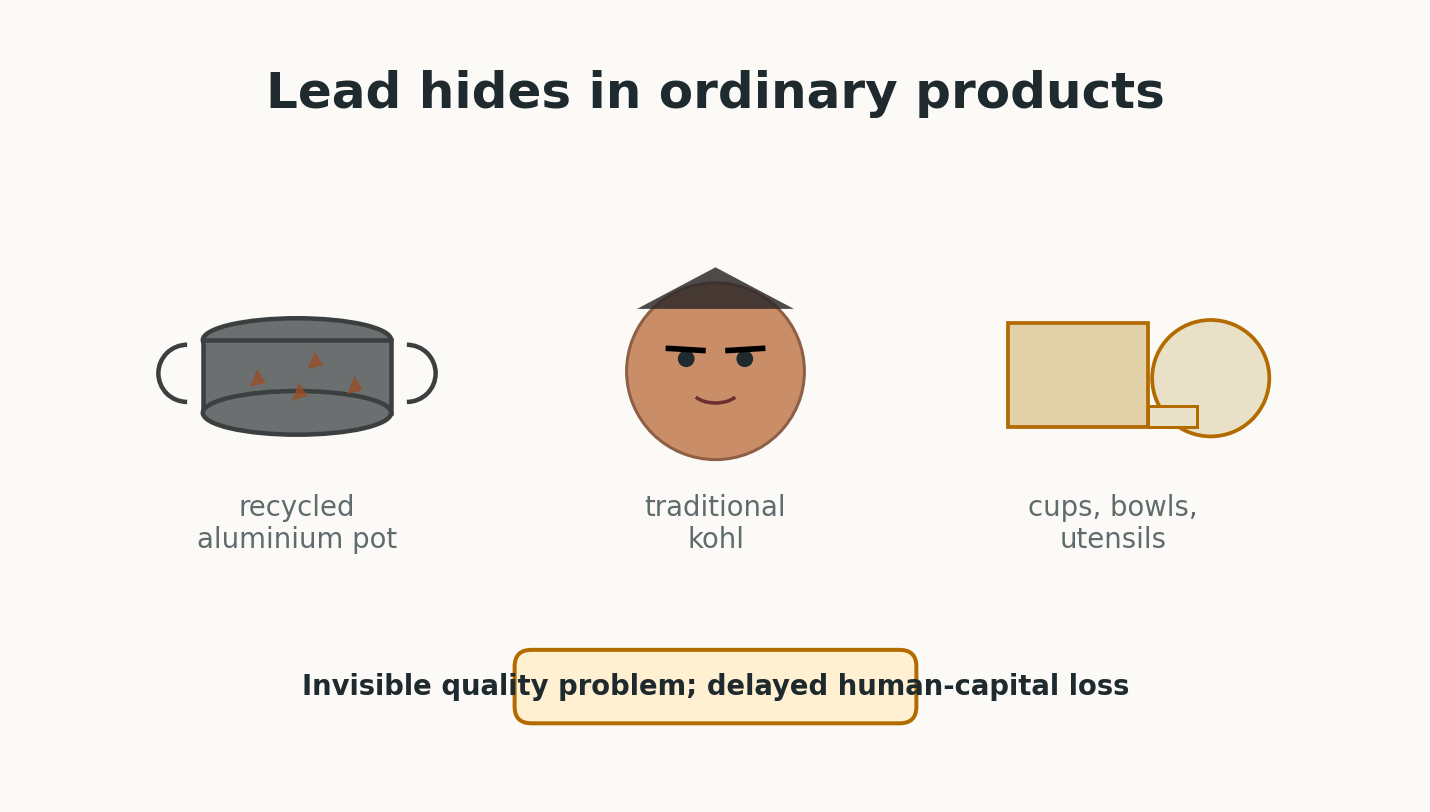 Lead hides in ordinary products
recycled
aluminium pot
traditional
kohl
cups, bowls,
utensils
Invisible quality problem; delayed human-capital loss